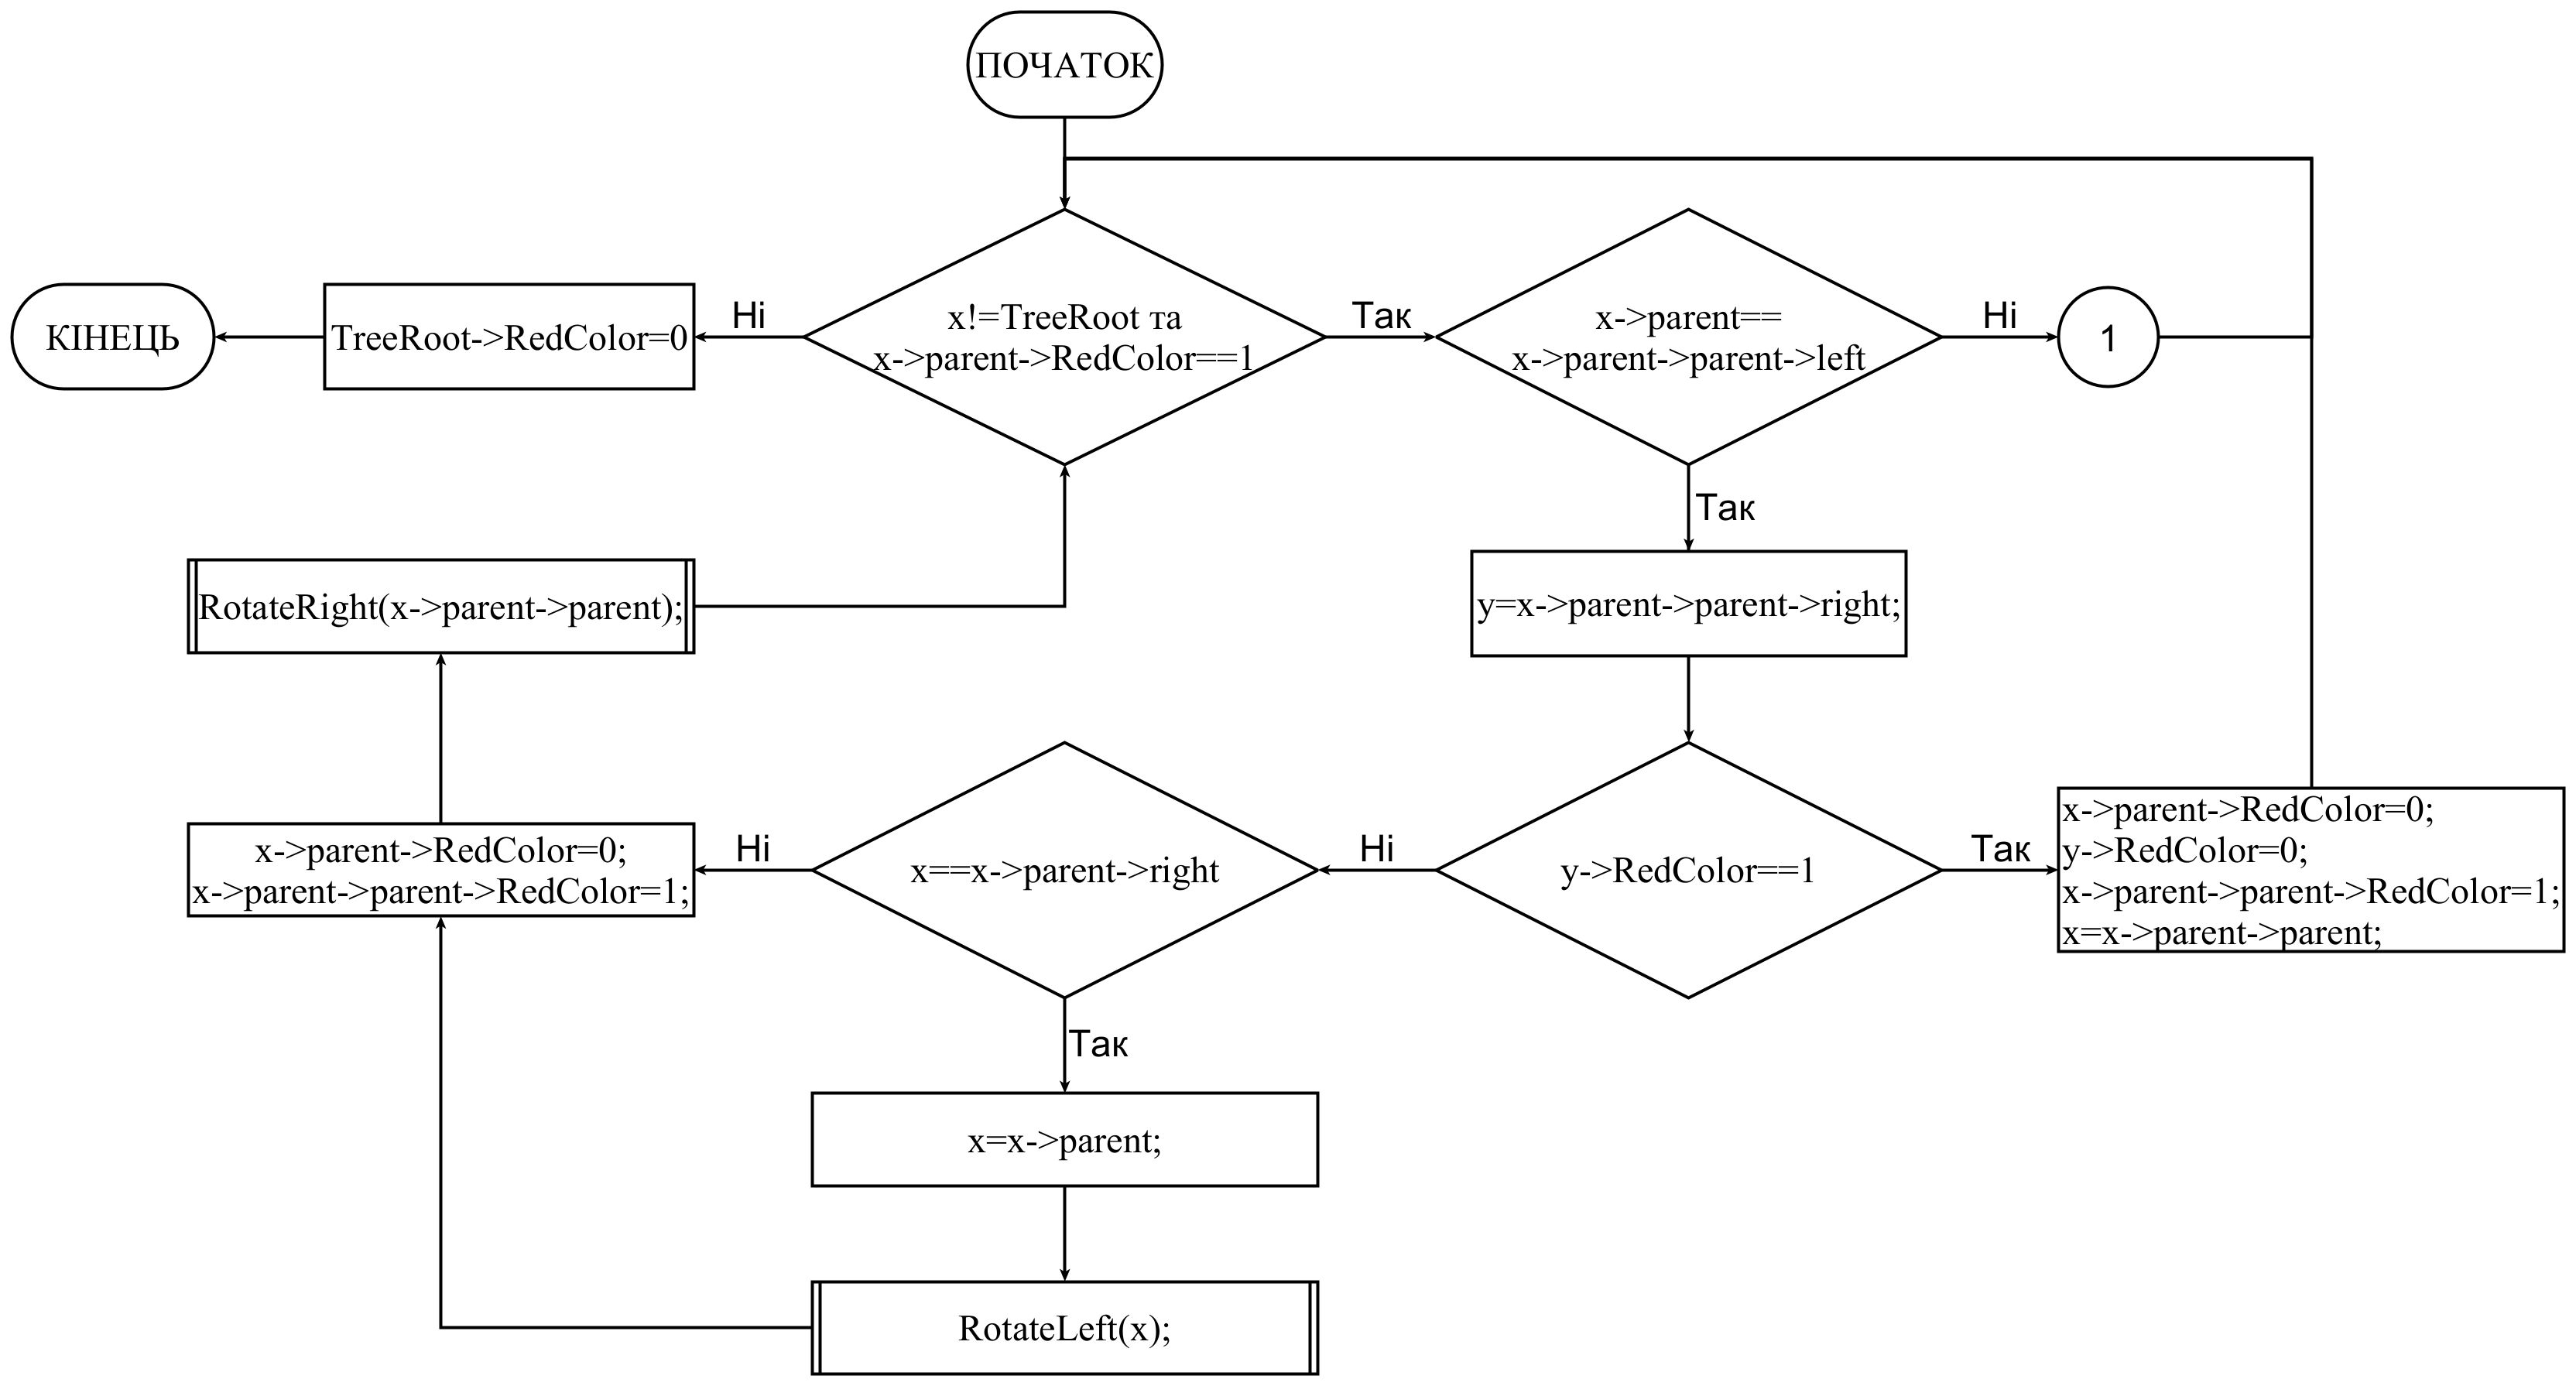 ПОЧАТОК
КІНЕЦЬ
TreeRoot->RedColor=0
Ні
x!=TreeRoot та
x->parent->RedColor==1
Так
x->parent==
x->parent->parent->left
Ні
1
Так
RotateRight(x->parent->parent);
y=x->parent->parent->right;
x->parent->RedColor=0;
x->parent->parent->RedColor=1;
Ні
x==x->parent->right
Ні
y->RedColor==1
Так
x->parent->RedColor=0;
y->RedColor=0;
x->parent->parent->RedColor=1;
x=x->parent->parent;
Так
x=x->parent;
RotateLeft(x);